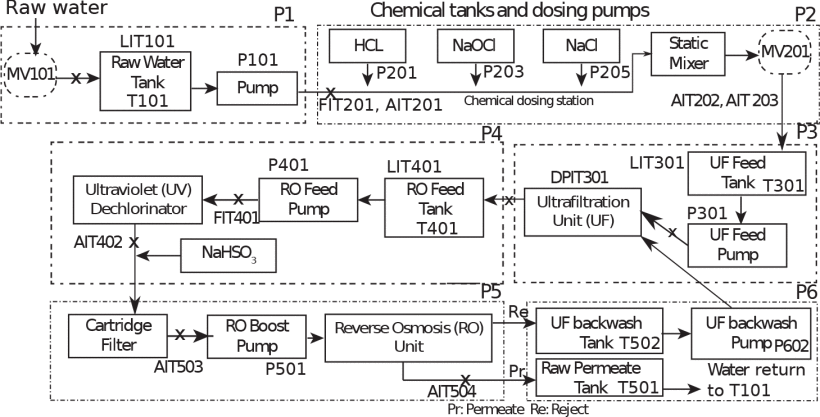 Raw water
Chemical tanks and dosing pumps
P1
P2
MV101
x
LIT101
Raw Water
Tank
T101
P101
Pump
HCL
P201
NaOCl
P203
NaCl
P205
Static
Mixer
MV201
x
FIT201, AIT201
Chemical dosing station
AIT202, AIT 203
P4
P3
P401
LIT401
DPIT301
LIT301
UF Feed
Tank T301
Ultraviolet (UV)
Dechlorinator
x
FIT401
RO Feed
Pump
RO Feed
Tank
T401
x
Ultrafiltration
Unit (UF)
P301
x
UF Feed
Pump
AIT402
x
NaHSO3
P5
P6
Cartridge
Filter
x
AIT503
RO Boost
Pump
P501
Reverse Osmosis (RO)
Unit
Re
UF backwash
Tank T502
UF backwash
Pump P602
Pr
x
AIT504
Raw Permeate
Tank T501
Water return
to T101
Pr: Permeate Re: Reject